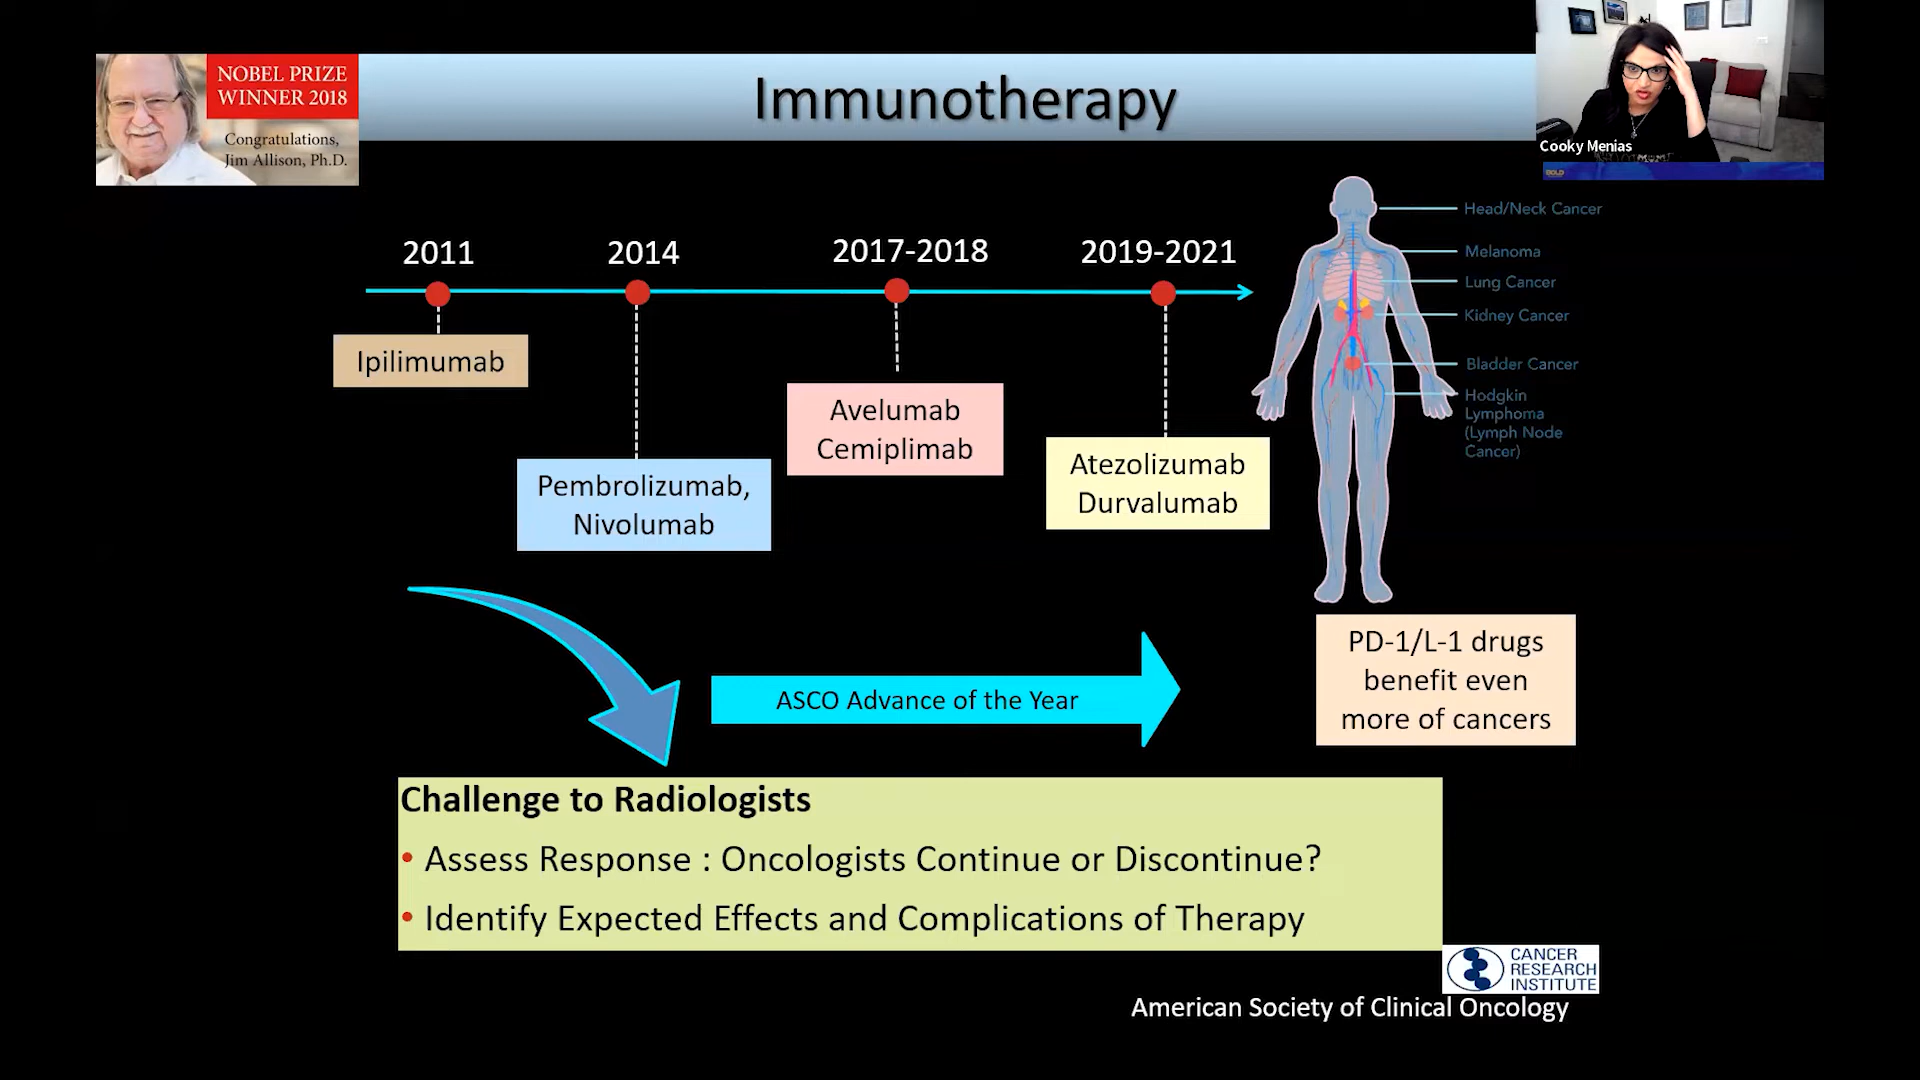 NOBEL PRIZE
WINNER 2018
Congratulations,
Jim Allison, Ph.D.
Immunotherapy
Cooky Menias
BOLD
2011
2014
2017-2018
2019-2021
Ipilimumab
Pembrolizumab,
Nivolumab
Avelumab
Cemiplimab
Atezolizumab
Durvalumab
Head/Neck Cancer
Melanoma
Lung Cancer
Kidney Cancer
Bladder Cancer
Hodgkin
Lymphoma
(Lymph Node
Cancer)
PD-1/L-1 drugs
benefit even
more of cancers
ASCO Advance of the Year
Challenge to Radiologists
• Assess Response : Oncologists Continue or Discontinue?
• Identify Expected Effects and Complications of Therapy
CANCER
RESEARCH
INSTITUTE
American Society of Clinical Oncology